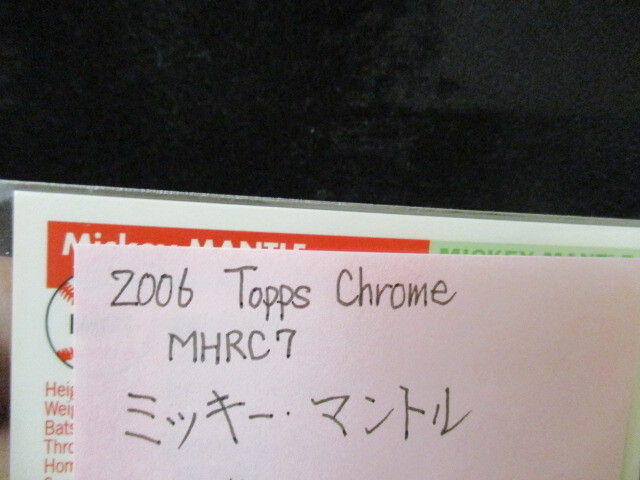 Mickey MANTLE
MICKEY MANTLE
2006 Topps Chrome
MHRC7
ミッキー・マントル